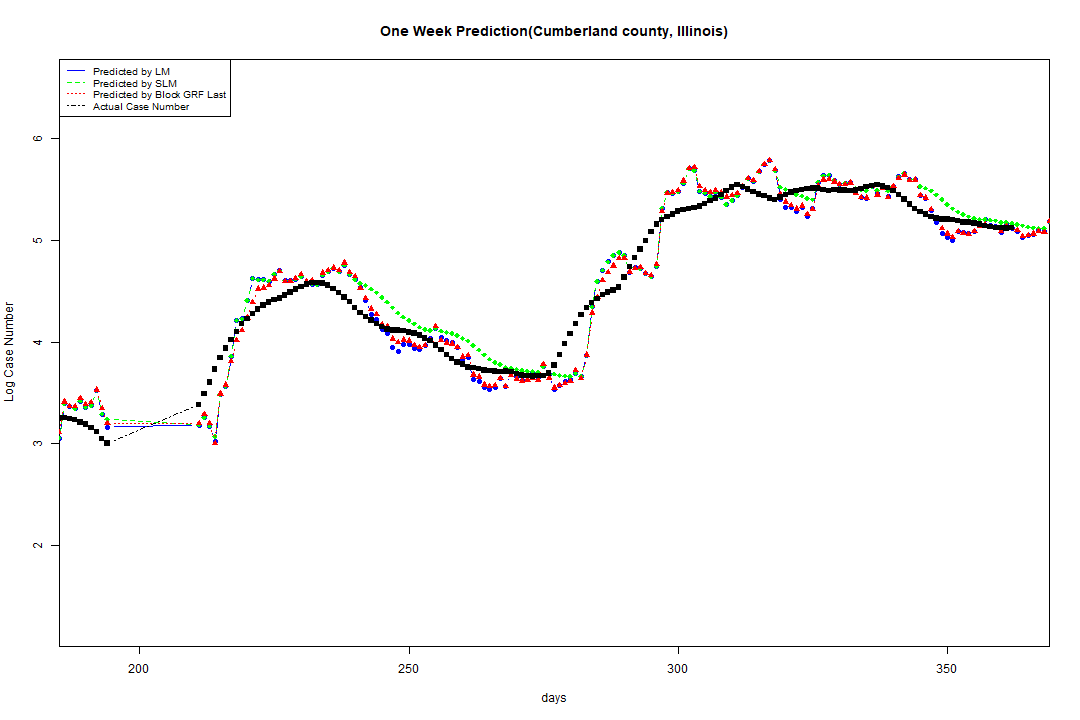 One Week Prediction(Cumberland county, Illinois)
Predicted by LM
Predicted by SLM
Predicted by Block GRF Last
Actual Case Number
6
5
4
3
2
Log Case Number
200 250 300 350
days